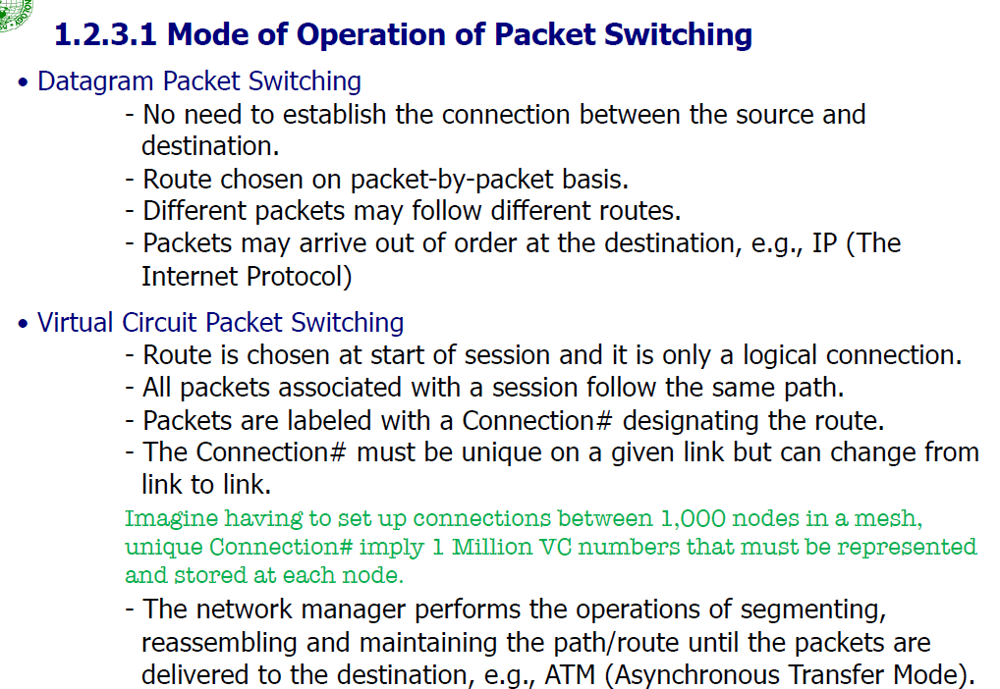 1.2.3.1 Mode of Operation of Packet Switching
• Datagram Packet Switching
- No need to establish the connection between the source and
destination.
- Route chosen on packet-by-packet basis.
- Different packets may follow different routes.
- Packets may arrive out of order at the destination, e.g., IP (The
Internet Protocol)
• Virtual Circuit Packet Switching
- Route is chosen at start of session and it is only a logical connection.
- All packets associated with a session follow the same path.
- Packets are labeled with a Connection# designating the route.
- The Connection# must be unique on a given link but can change from
link to link.
Imagine having to set up connections between 1,000 nodes in a mesh,
unique Connection# imply 1 Million VC numbers that must be represented
and stored at each node.
- The network manager performs the operations of segmenting,
reassembling and maintaining the path/route until the packets are
delivered to the destination, e.g., ATM (Asynchronous Transfer Mode).